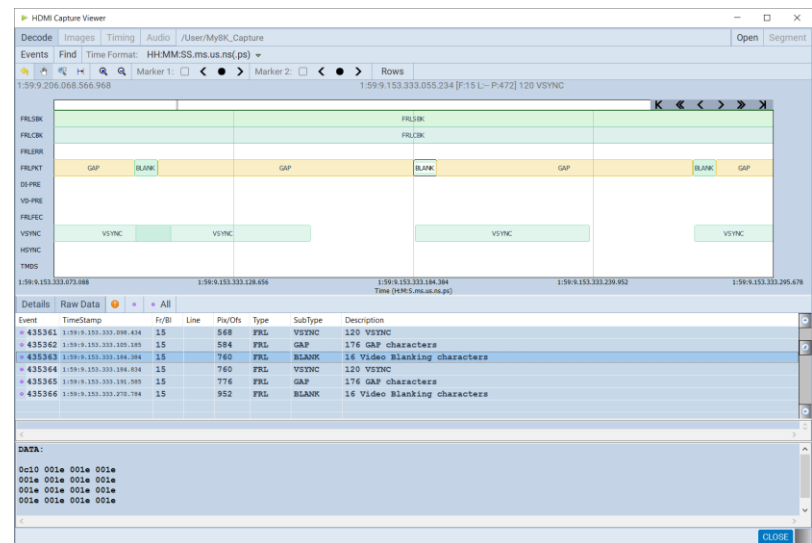 HDMI Capture Viewer
Decode Images Timing Audio /User/My8K_Capture Open Segment
Events Find Time Format: HH:MM:SS.ms.us.ns(.ps)
Marker 1: Marker 2: Rows
1:59:9.206.068.566.968 1:59:9.153.333.055.234 [F:15 L:-- P:472] 120 VSYNC
FRLSBK FRLSBK
FRLCBK FRLCBK
FRLERR
FRLPKT GAP BLANK GAP BLANK GAP BLANK GAP
DI-PRE
VD-PRE
FRLFEC
VSYNC VSYNC VSYNC VSYNC VSYNC
HSYNC
TMDS
1:59:9.153.333.073.088 1:59:9.153.333.128.656 1:59:9.153.333.184.384 1:59:9.153.333.239.952 1:59:9.153.333.295.678
Time (H:M:S.ms.us.ns.ps)
Details Raw Data All
Event TimeStamp Fr/Bl Line Pix/Ofs Type SubType Description
435361 1:59:9.153.333.098.434 15 568 FRL VSYNC 120 VSYNC
435362 1:59:9.153.333.105.185 15 584 FRL GAP 176 GAP characters
435363 1:59:9.153.333.184.384 15 760 FRL BLANK 16 Video Blanking characters
435364 1:59:9.153.333.184.834 15 760 FRL VSYNC 120 VSYNC
435365 1:59:9.153.333.191.585 15 776 FRL GAP 176 GAP characters
435366 1:59:9.153.333.270.784 15 952 FRL BLANK 16 Video Blanking characters
DATA:
0c10 001e 001e 001e
001e 001e 001e 001e
001e 001e 001e 001e
001e 001e 001e 001e
CLOSE